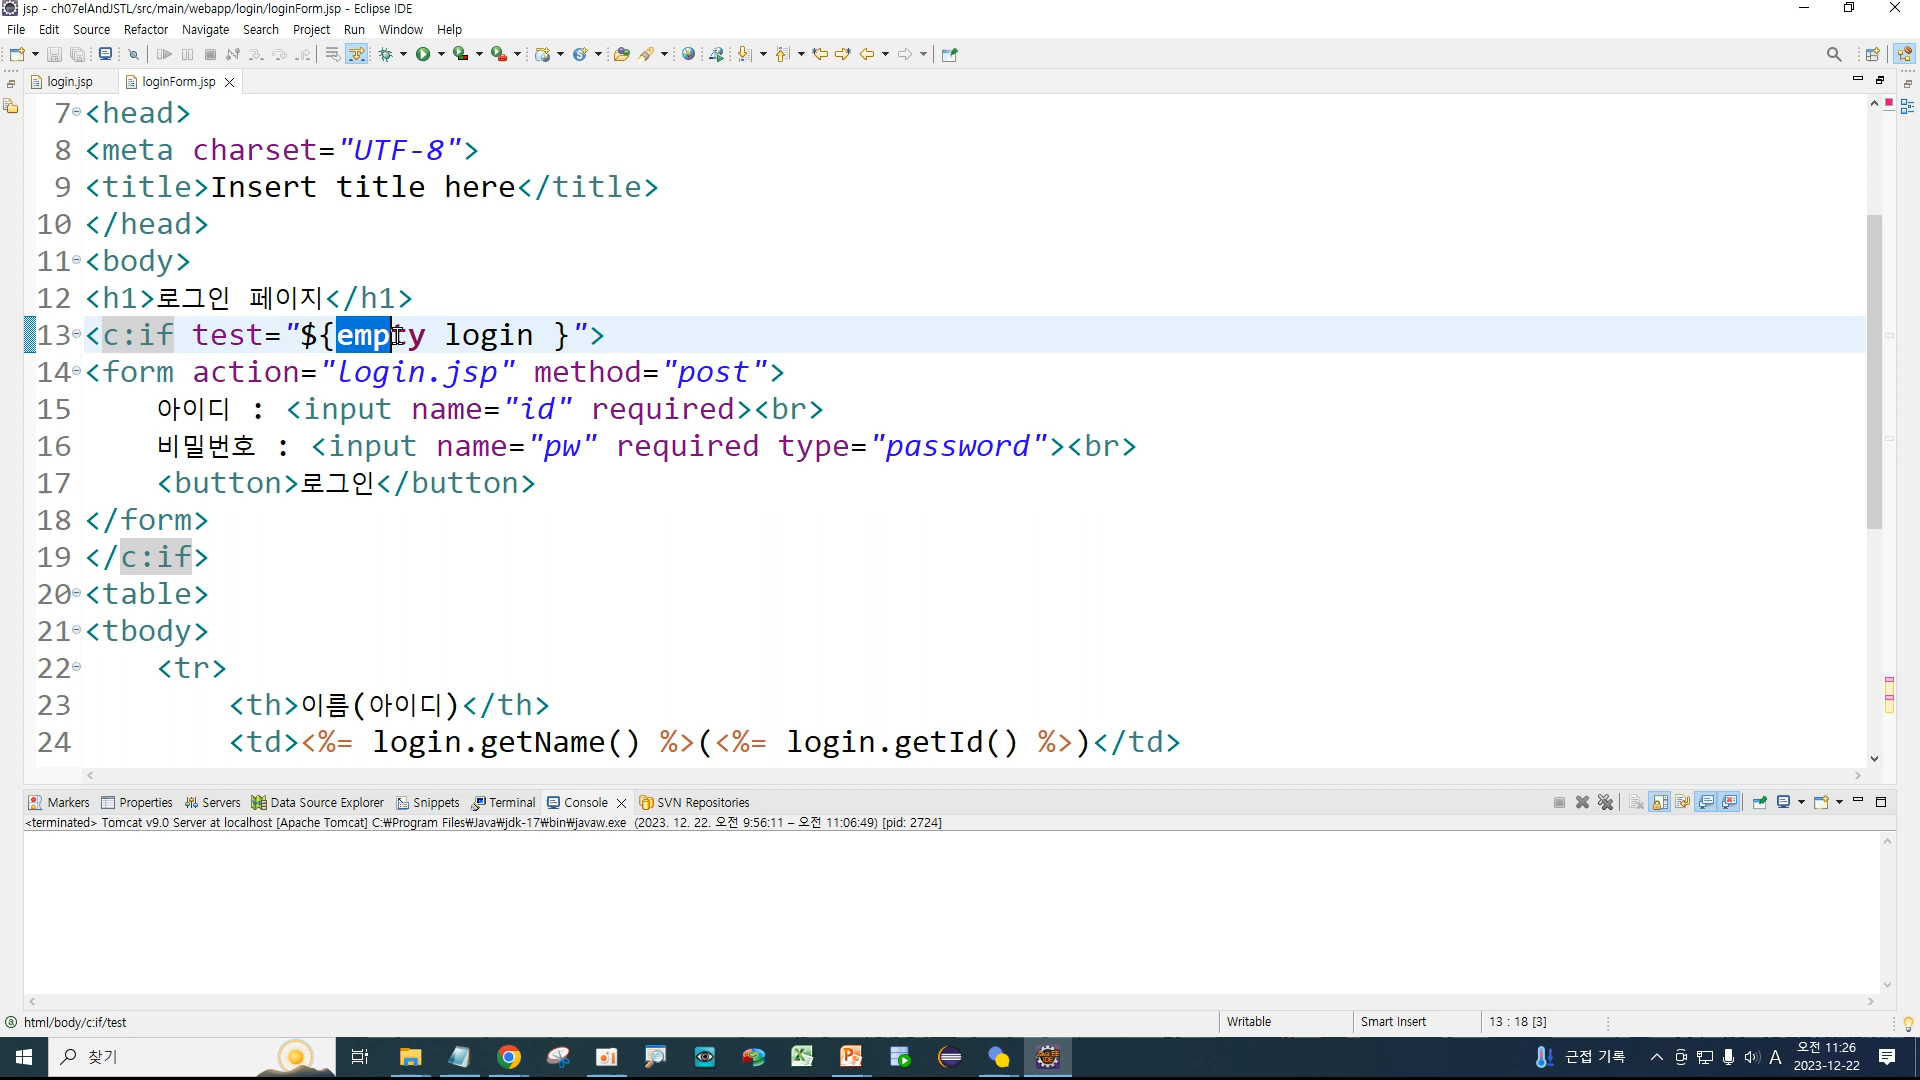 jsp - ch07elAndJSTL/src/main/webapp/login/loginForm.jsp - Eclipse IDE
File Edit Source Refactor Navigate Search Project Run Window Help
login.jsp loginForm.jsp
7 <head>
8 <meta charset="UTF-8">
9 <title>Insert title here</title>
10 </head>
11 <body>
12 <h1>로그인 페이지</h1>
13 <c:if test="${empty login }">
14 <form action="login.jsp" method="post">
15 아이디 : <input name="id" required><br>
16 비밀번호 : <input name="pw" required type="password"><br>
17 <button>로그인</button>
18 </form>
19 </c:if>
20 <table>
21 <tbody>
22 <tr>
23 <th>이름(아이디)</th>
24 <td><%= login.getName() %>(<%= login.getId() %>)</td>
Markers Properties Servers Data Source Explorer Snippets Terminal Console SVN Repositories
<terminated> Tomcat v9.0 Server at localhost [Apache Tomcat] C:₩Program Files₩Java₩jdk-17₩bin₩javaw.exe (2023. 12. 22. 오전 9:56:11 – 오전 11:06:49) [pid: 2724]
html/body/c:if/test Writable Smart Insert 13 : 18 [3]
찾기 근접 기록 A 오전 11:26
2023-12-22